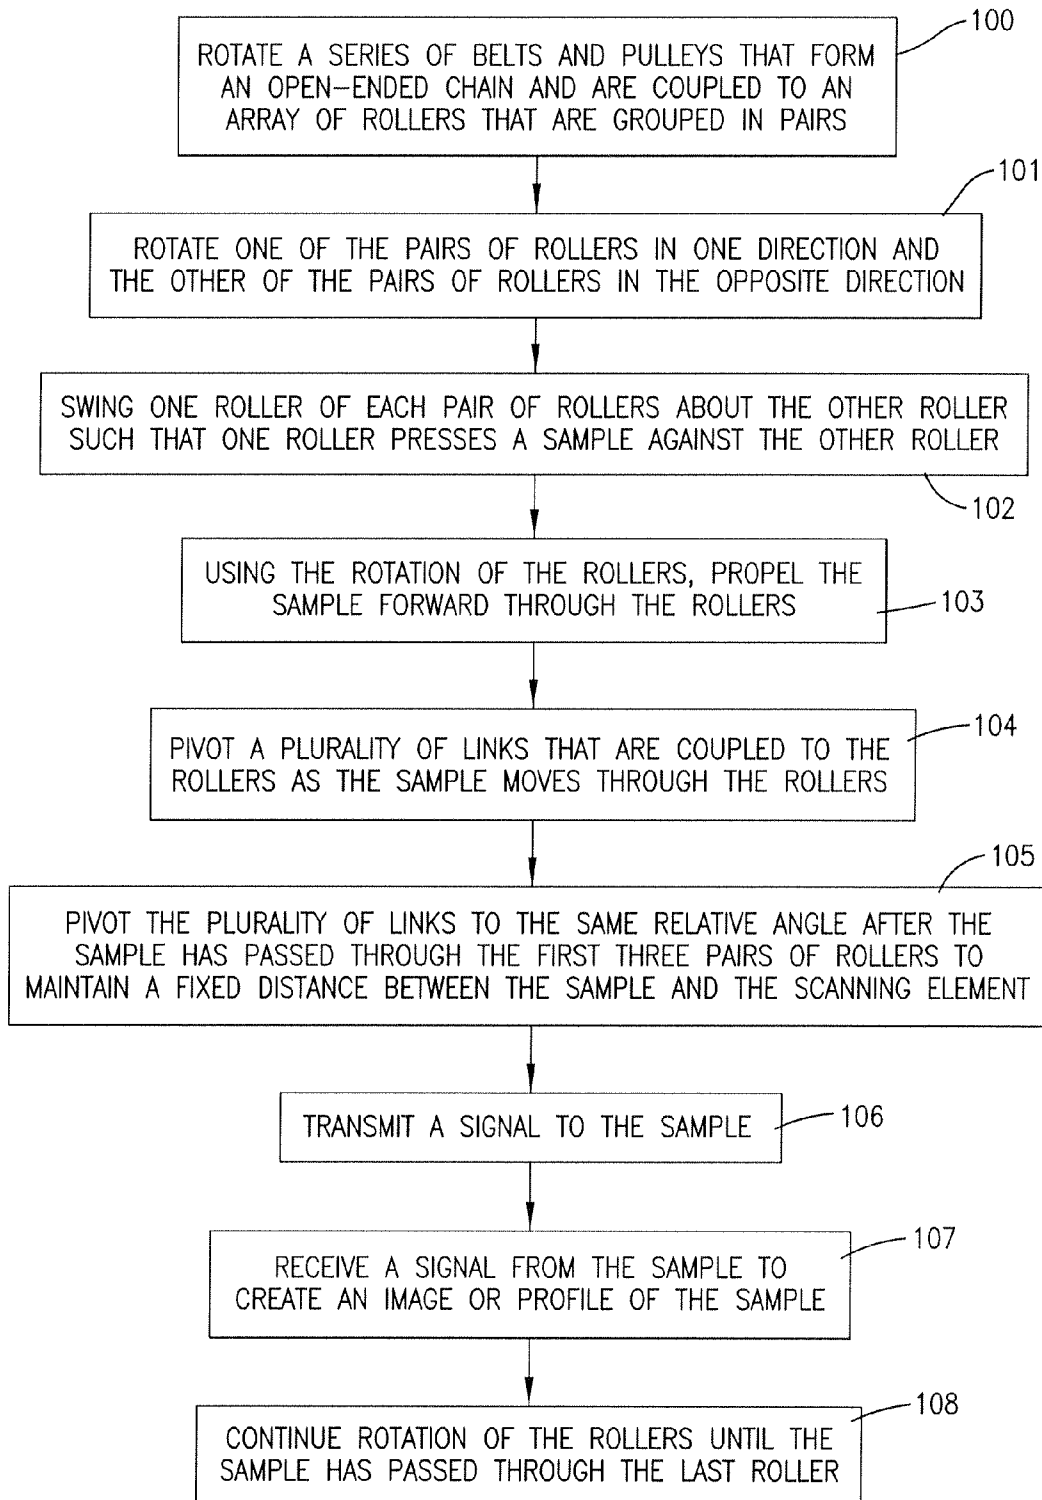 100
ROTATE A SERIES OF BELTS AND PULLEYS THAT FORM
AN OPEN-ENDED CHAIN AND ARE COUPLED TO AN
ARRAY OF ROLLERS THAT ARE GROUPED IN PAIRS
101
ROTATE ONE OF THE PAIRS OF ROLLERS IN ONE DIRECTION AND
THE OTHER OF THE PAIRS OF ROLLERS IN THE OPPOSITE DIRECTION
SWING ONE ROLLER OF EACH PAIR OF ROLLERS ABOUT THE OTHER ROLLER
SUCH THAT ONE ROLLER PRESSES A SAMPLE AGAINST THE OTHER ROLLER
102
USING THE ROTATION OF THE ROLLERS, PROPEL THE
SAMPLE FORWARD THROUGH THE ROLLERS
103
104
PIVOT A PLURALITY OF LINKS THAT ARE COUPLED TO THE
ROLLERS AS THE SAMPLE MOVES THROUGH THE ROLLERS
105
PIVOT THE PLURALITY OF LINKS TO THE SAME RELATIVE ANGLE AFTER THE
SAMPLE HAS PASSED THROUGH THE FIRST THREE PAIRS OF ROLLERS TO
MAINTAIN A FIXED DISTANCE BETWEEN THE SAMPLE AND THE SCANNING ELEMENT
TRANSMIT A SIGNAL TO THE SAMPLE
106
107
RECEIVE A SIGNAL FROM THE SAMPLE TO
CREATE AN IMAGE OR PROFILE OF THE SAMPLE
108
CONTINUE ROTATION OF THE ROLLERS UNTIL THE
SAMPLE HAS PASSED THROUGH THE LAST ROLLER